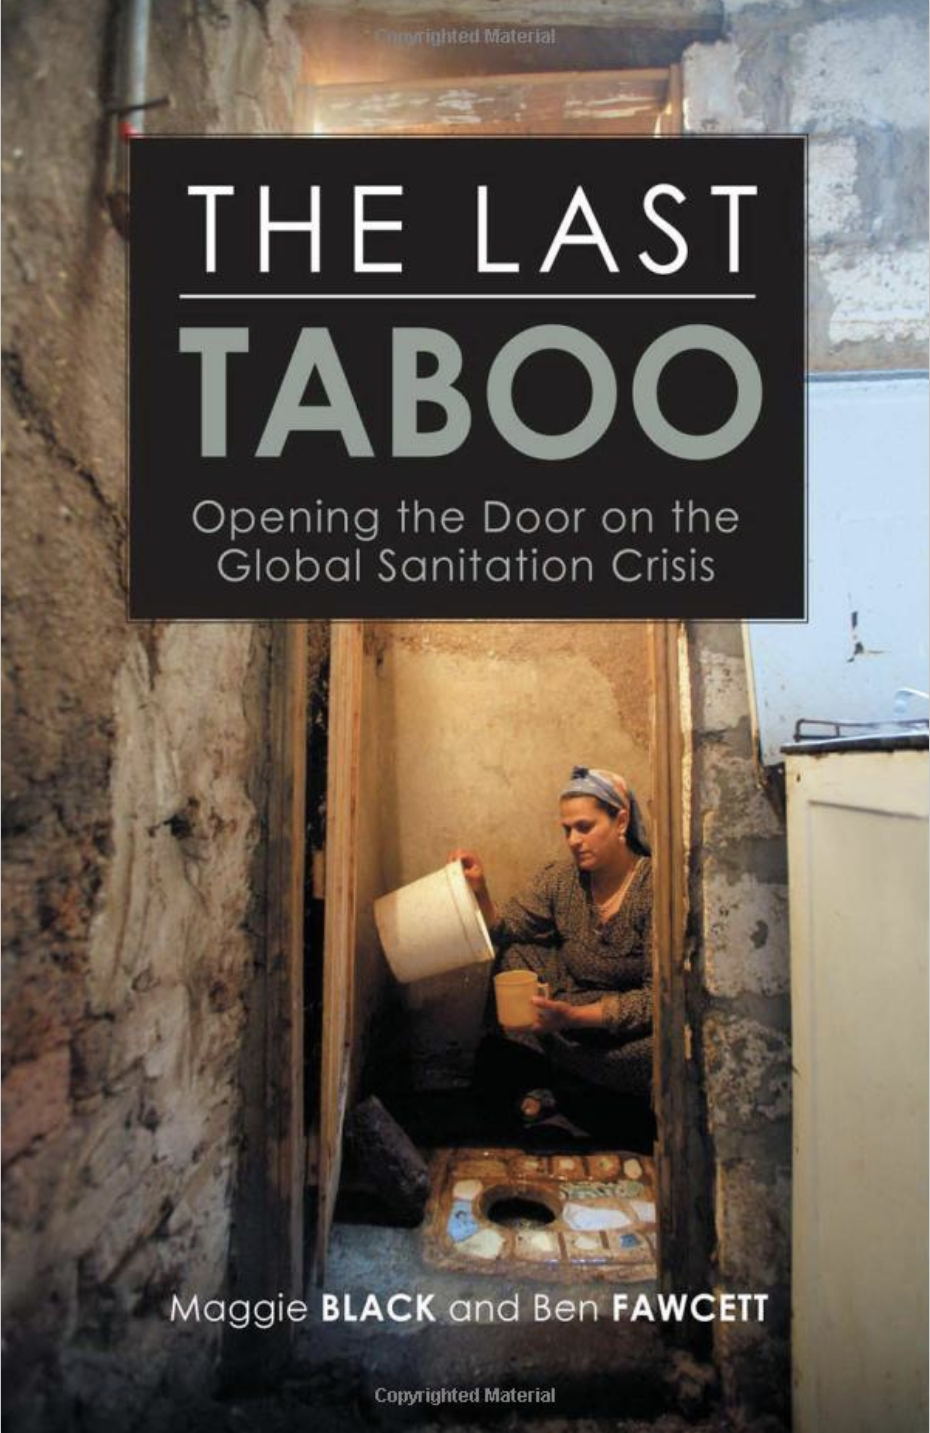 Copyrighted Material
THE LAST
TABOO
Opening the Door on the
Global Sanitation Crisis
Maggie BLACK and Ben FAWCETT
Copyrighted Material